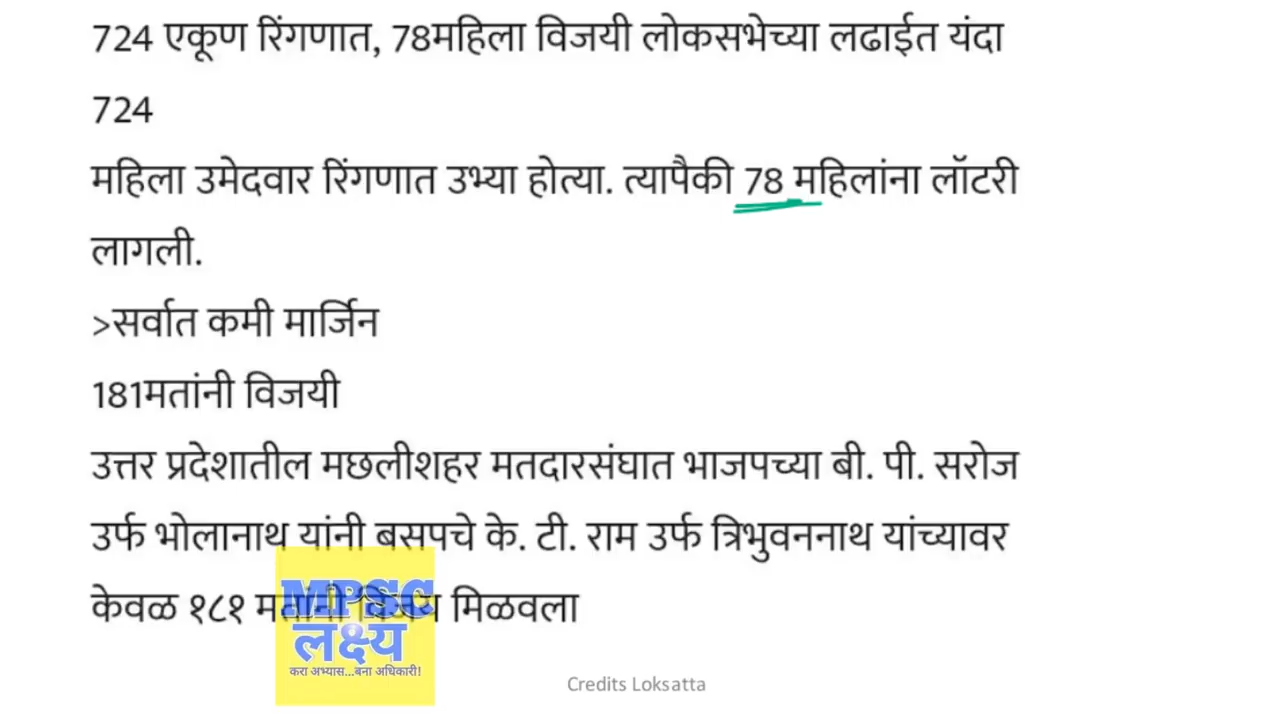 724 एकूण रिंगणात, 78महिला विजयी लोकसभेच्या लढाईत यंदा
724
महिला उमेदवार रिंगणात उभ्या होत्या. त्यापैकी 78 महिलांना लॉटरी
लागली.
>सर्वात कमी मार्जिन
181मतांनी विजयी
उत्तर प्रदेशातील मछलीशहर मतदारसंघात भाजपच्या बी. पी. सरोज
उर्फ भोलानाथ यांनी बसपचे के. टी. राम उर्फ त्रिभुवननाथ यांच्यावर
केवळ १८१ मतांनी विजय मिळवला
MPSC
लक्ष्य
करा अभ्यास...बना अधिकारी!
Credits Loksatta